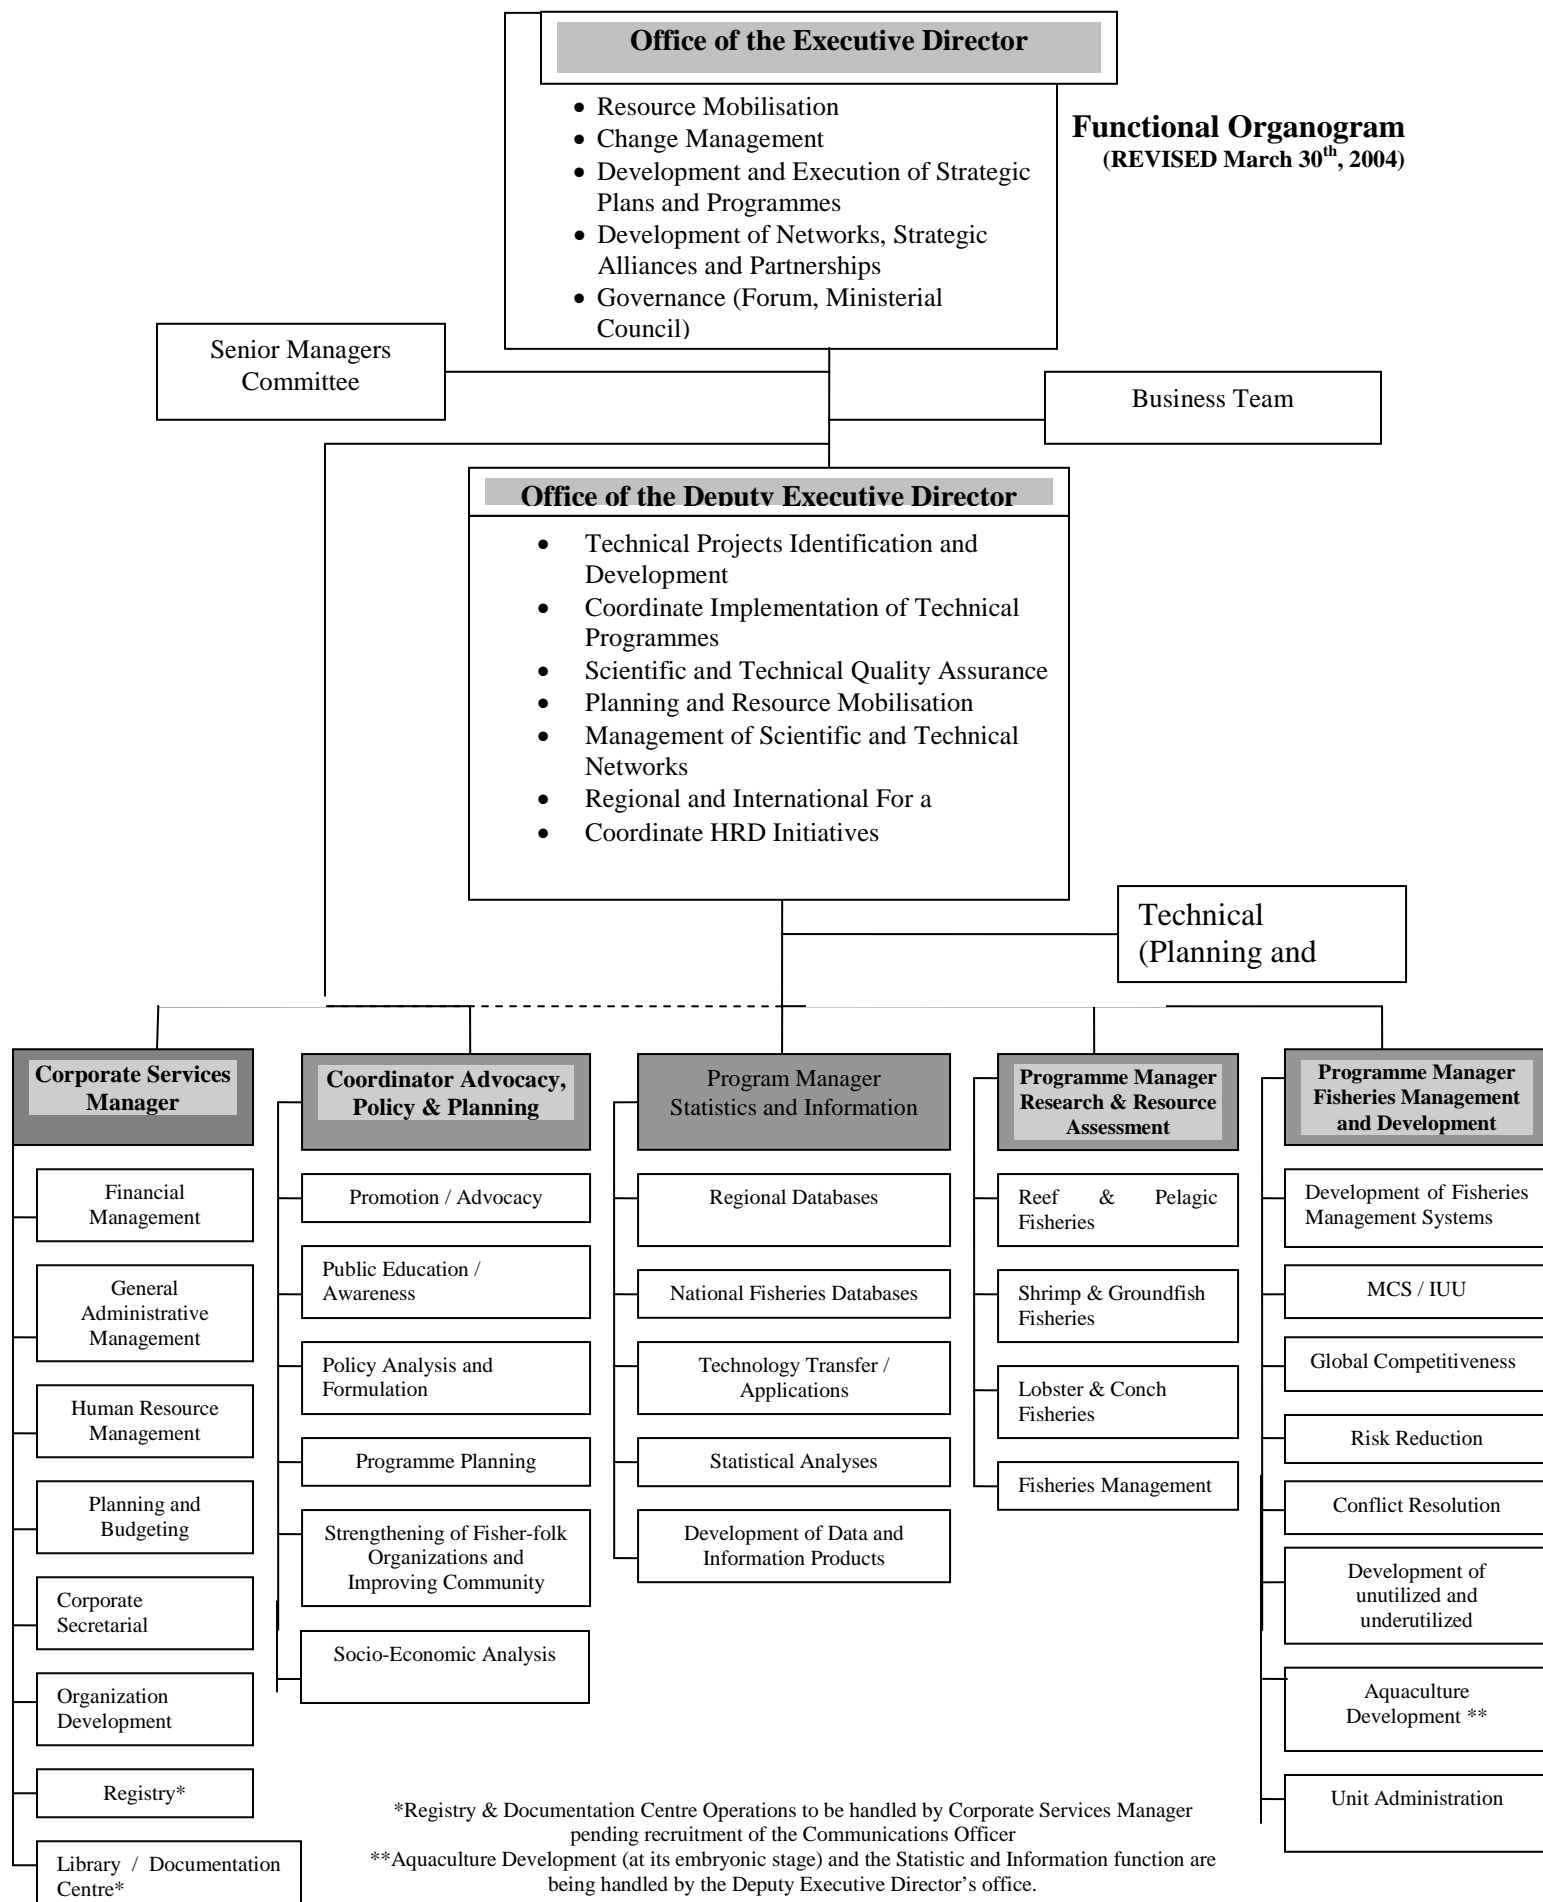 Office of the Executive Director
• Resource Mobilisation
• Change Management
• Development and Execution of Strategic
Plans and Programmes
• Development of Networks, Strategic
Alliances and Partnerships
• Governance (Forum, Ministerial
Council)
Functional Organogram
(REVISED March 30th, 2004)
Senior Managers
Committee
Business Team
Office of the Deputy Executive Director
• Technical Projects Identification and
Development
• Coordinate Implementation of Technical
Programmes
• Scientific and Technical Quality Assurance
• Planning and Resource Mobilisation
• Management of Scientific and Technical
Networks
• Regional and International For a
• Coordinate HRD Initiatives
Technical
(Planning and
Corporate Services
Manager
Financial
Management
General
Administrative
Management
Human Resource
Management
Planning and
Budgeting
Corporate
Secretarial
Organization
Development
Registry*
Library / Documentation
Centre*
Coordinator Advocacy,
Policy & Planning
Promotion / Advocacy
Public Education /
Awareness
Policy Analysis and
Formulation
Programme Planning
Strengthening of Fisher-folk
Organizations and
Improving Community
Socio-Economic Analysis
Program Manager
Statistics and Information
Regional Databases
National Fisheries Databases
Technology Transfer /
Applications
Statistical Analyses
Development of Data and
Information Products
Programme Manager
Research & Resource
Assessment
Reef & Pelagic
Fisheries
Shrimp & Groundfish
Fisheries
Lobster & Conch
Fisheries
Fisheries Management
Programme Manager
Fisheries Management
and Development
Development of Fisheries
Management Systems
MCS / IUU
Global Competitiveness
Risk Reduction
Conflict Resolution
Development of
unutilized and
underutilized
Aquaculture
Development **
Unit Administration
*Registry & Documentation Centre Operations to be handled by Corporate Services Manager
pending recruitment of the Communications Officer
**Aquaculture Development (at its embryonic stage) and the Statistic and Information function are
being handled by the Deputy Executive Director's office.